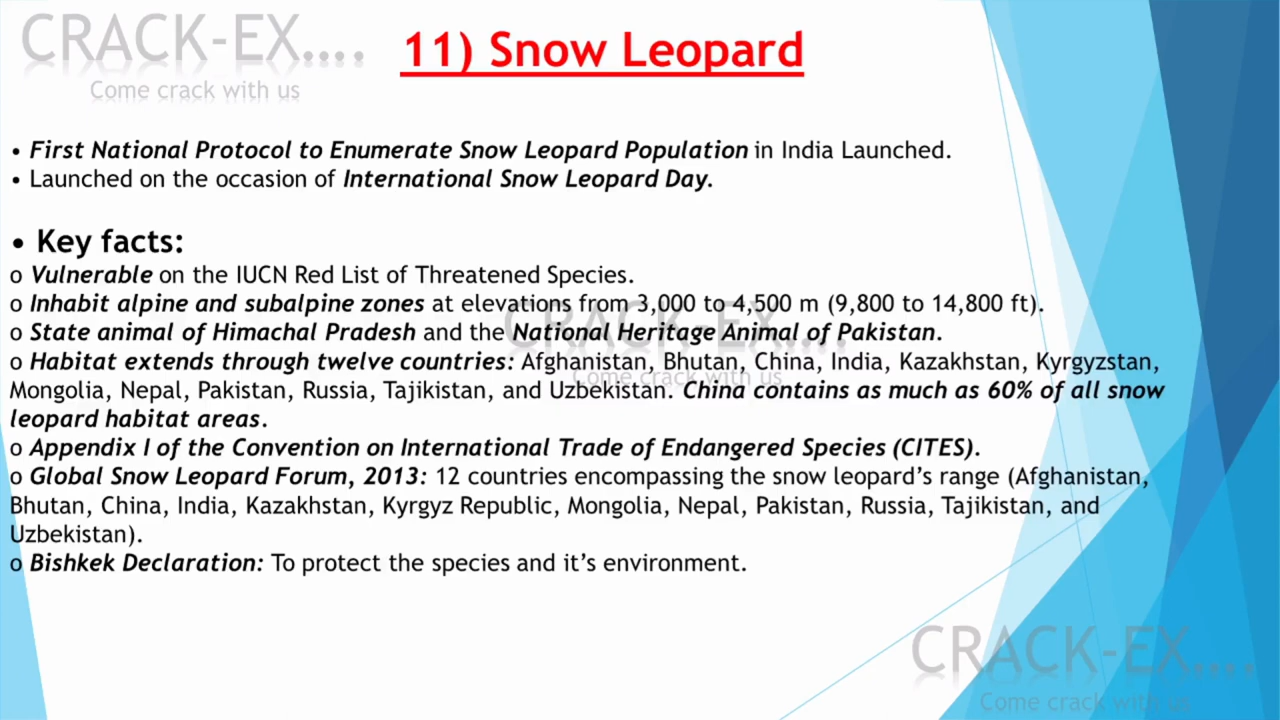 CRACK-EX....
Come crack with us
11) Snow Leopard
• First National Protocol to Enumerate Snow Leopard Population in India Launched.
• Launched on the occasion of International Snow Leopard Day.
• Key facts:
o Vulnerable on the IUCN Red List of Threatened Species.
o Inhabit alpine and subalpine zones at elevations from 3,000 to 4,500 m (9,800 to 14,800 ft).
o State animal of Himachal Pradesh and the National Heritage Animal of Pakistan.
o Habitat extends through twelve countries: Afghanistan, Bhutan, China, India, Kazakhstan, Kyrgyzstan,
Mongolia, Nepal, Pakistan, Russia, Tajikistan, and Uzbekistan. China contains as much as 60% of all snow
leopard habitat areas.
o Appendix I of the Convention on International Trade of Endangered Species (CITES).
o Global Snow Leopard Forum, 2013: 12 countries encompassing the snow leopard’s range (Afghanistan,
Bhutan, China, India, Kazakhstan, Kyrgyz Republic, Mongolia, Nepal, Pakistan, Russia, Tajikistan, and
Uzbekistan).
o Bishkek Declaration: To protect the species and it’s environment.
CRACK-EX....
Come crack with us
CRACK-EX....
Come crack with us